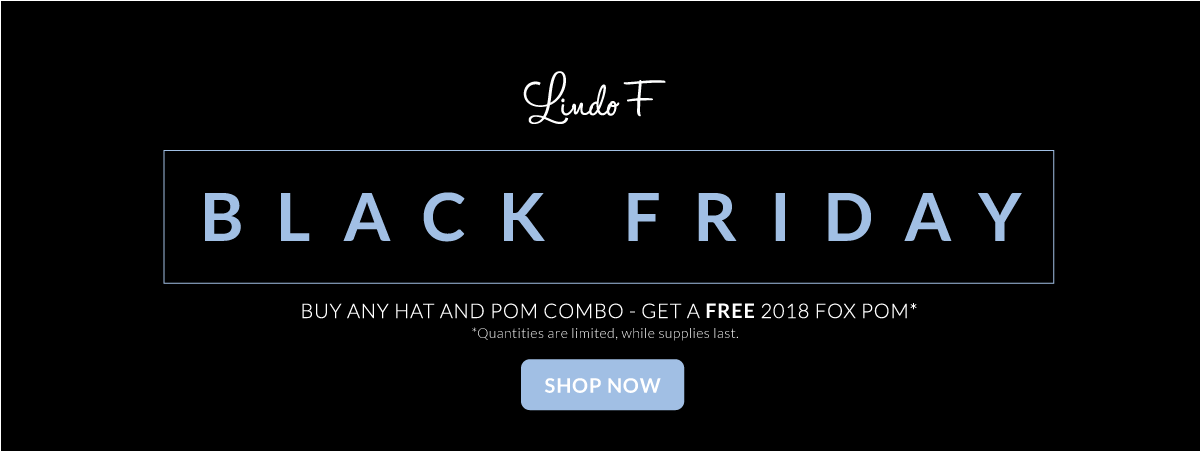 Lindo F
BLACK FRIDAY
BUY ANY HAT AND POM COMBO - GET A FREE 2018 FOX POM*
*Quantities are limited, while supplies last.
SHOP NOW